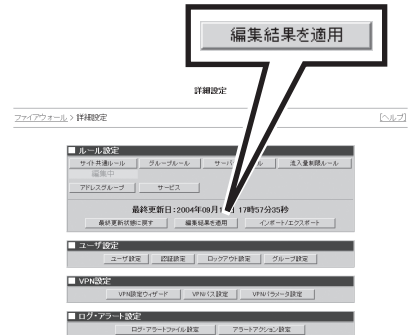 編集結果を適用
詳細設定
ファイアウォール > 詳細設定 [ヘルプ]
■ ルール設定
サイト共通ルール グループルール サーバ ル 流入量制限ルール
編集中
アドレスグループ サービス
最終更新日:2004年09月1 日 17時57分35秒
最終更新状態に戻す 編集結果を適用 インポート/エクスポート
■ ユーザ設定
ユーザ設定 認証設定 ロックアウト設定 グループ設定
■ VPN設定
VPN設定ウィザード VPNパス設定 VPNパラメータ設定
■ ログ・アラート設定
ログ・アラートファイル設定 アラートアクション設定